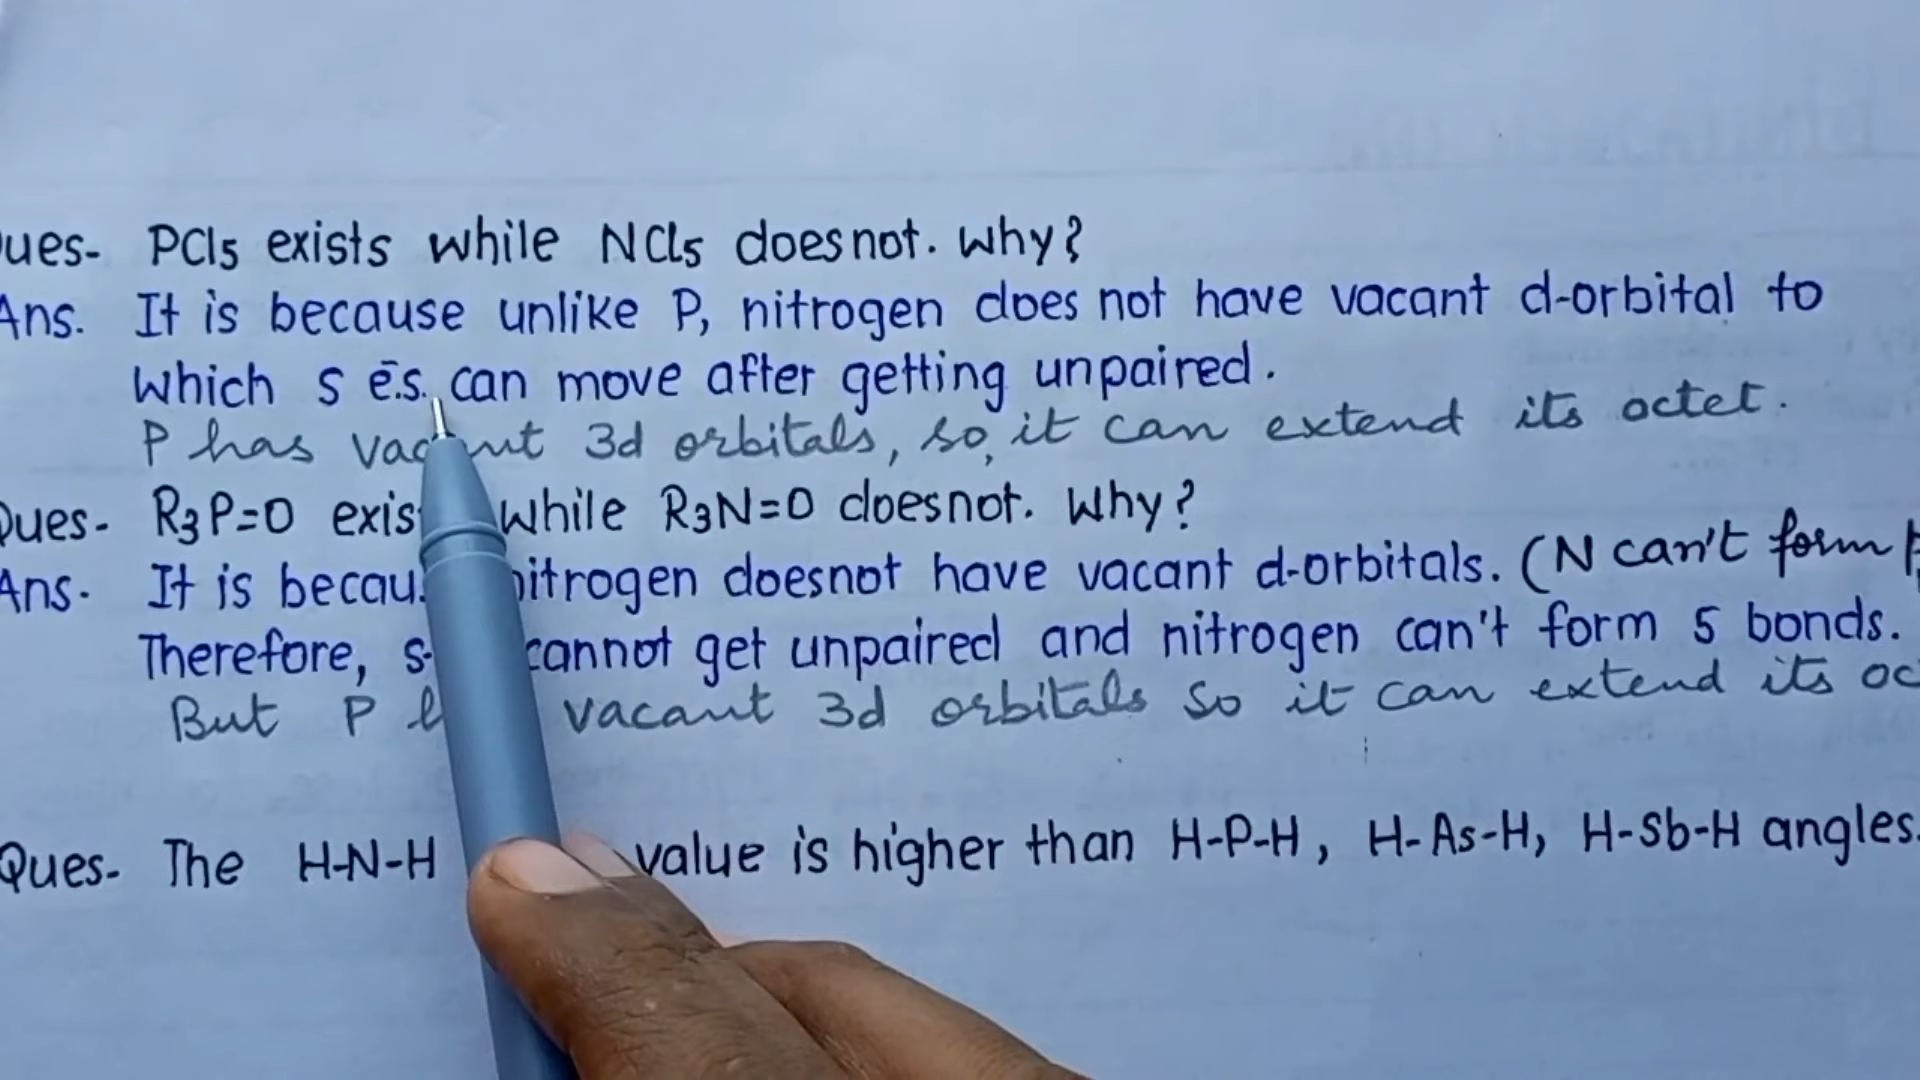 ues- PCl5 exists while NCl5 doesnot. Why?
Ans. It is because unlike P, nitrogen does not have vacant d-orbital to
which s ēs. can move after getting unpaired.
P has vacant 3d orbitals, so, it can extend its octet.
Ques- R3P=O exis while R3N=O doesnot. Why?
Ans. It is becau nitrogen doesnot have vacant d-orbitals. (N can't form
Therefore, s- cannot get unpaired and nitrogen can't form 5 bonds.
But P vacant 3d orbitals so it can extend its oc
Ques- The H-N-H value is higher than H-P-H, H-As-H, H-Sb-H angles.